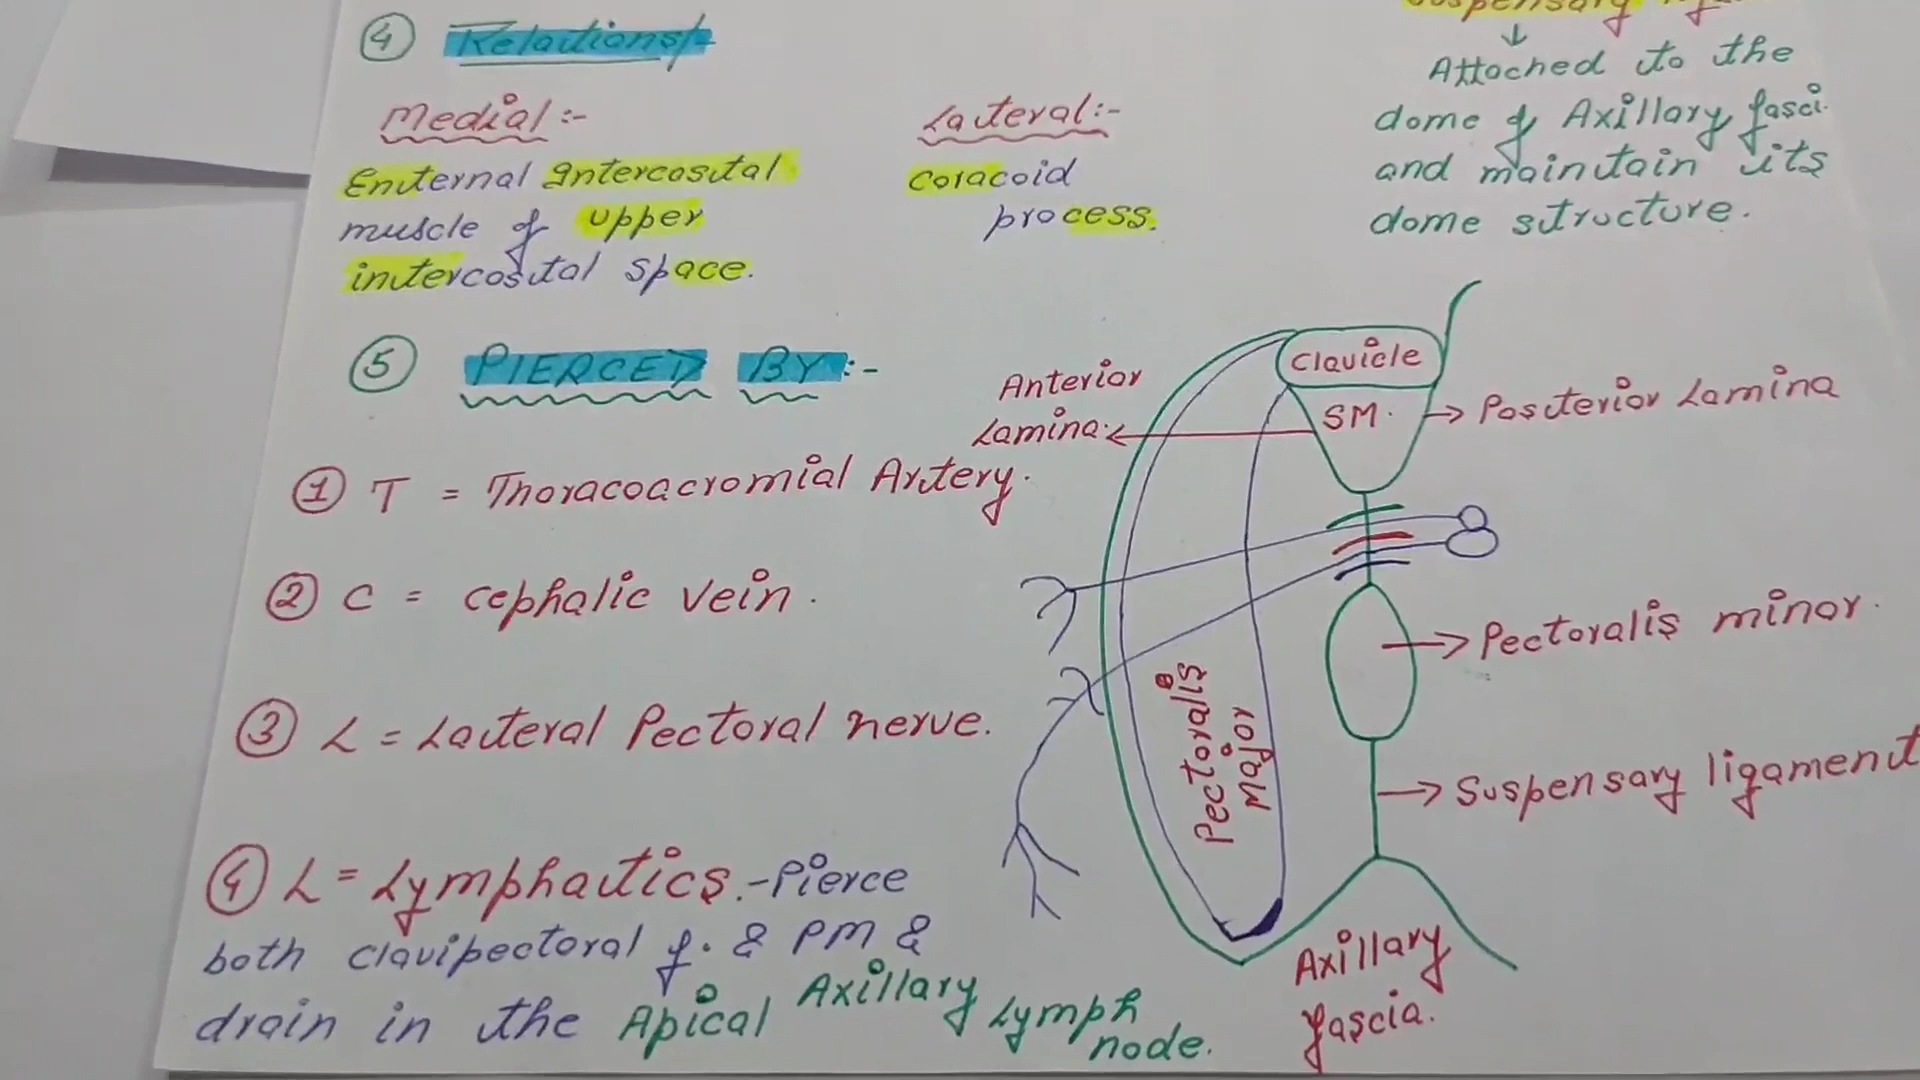 ④ Relations
Medial:-
External Intercostal
muscle of upper
intercostal space.
Lateral:-
Coracoid
process.
↓
Attached to the
dome of Axillary fasci
and maintain its
dome structure.
⑤ PIERCED BY:-
① T = Thoracoacromial Artery.
② C = Cephalic vein.
③ L = Lateral Pectoral nerve.
④ L = Lymphatics. - Pierce
both clavipectoral f. & PM &
drain in the Apical Axillary Lymph
node.
Clavicle
SM.
Anterior
Lamina.
Posterior Lamina
Pectoralis minor.
Pectoralis
Major
Suspensary ligament
Axillary
fascia.